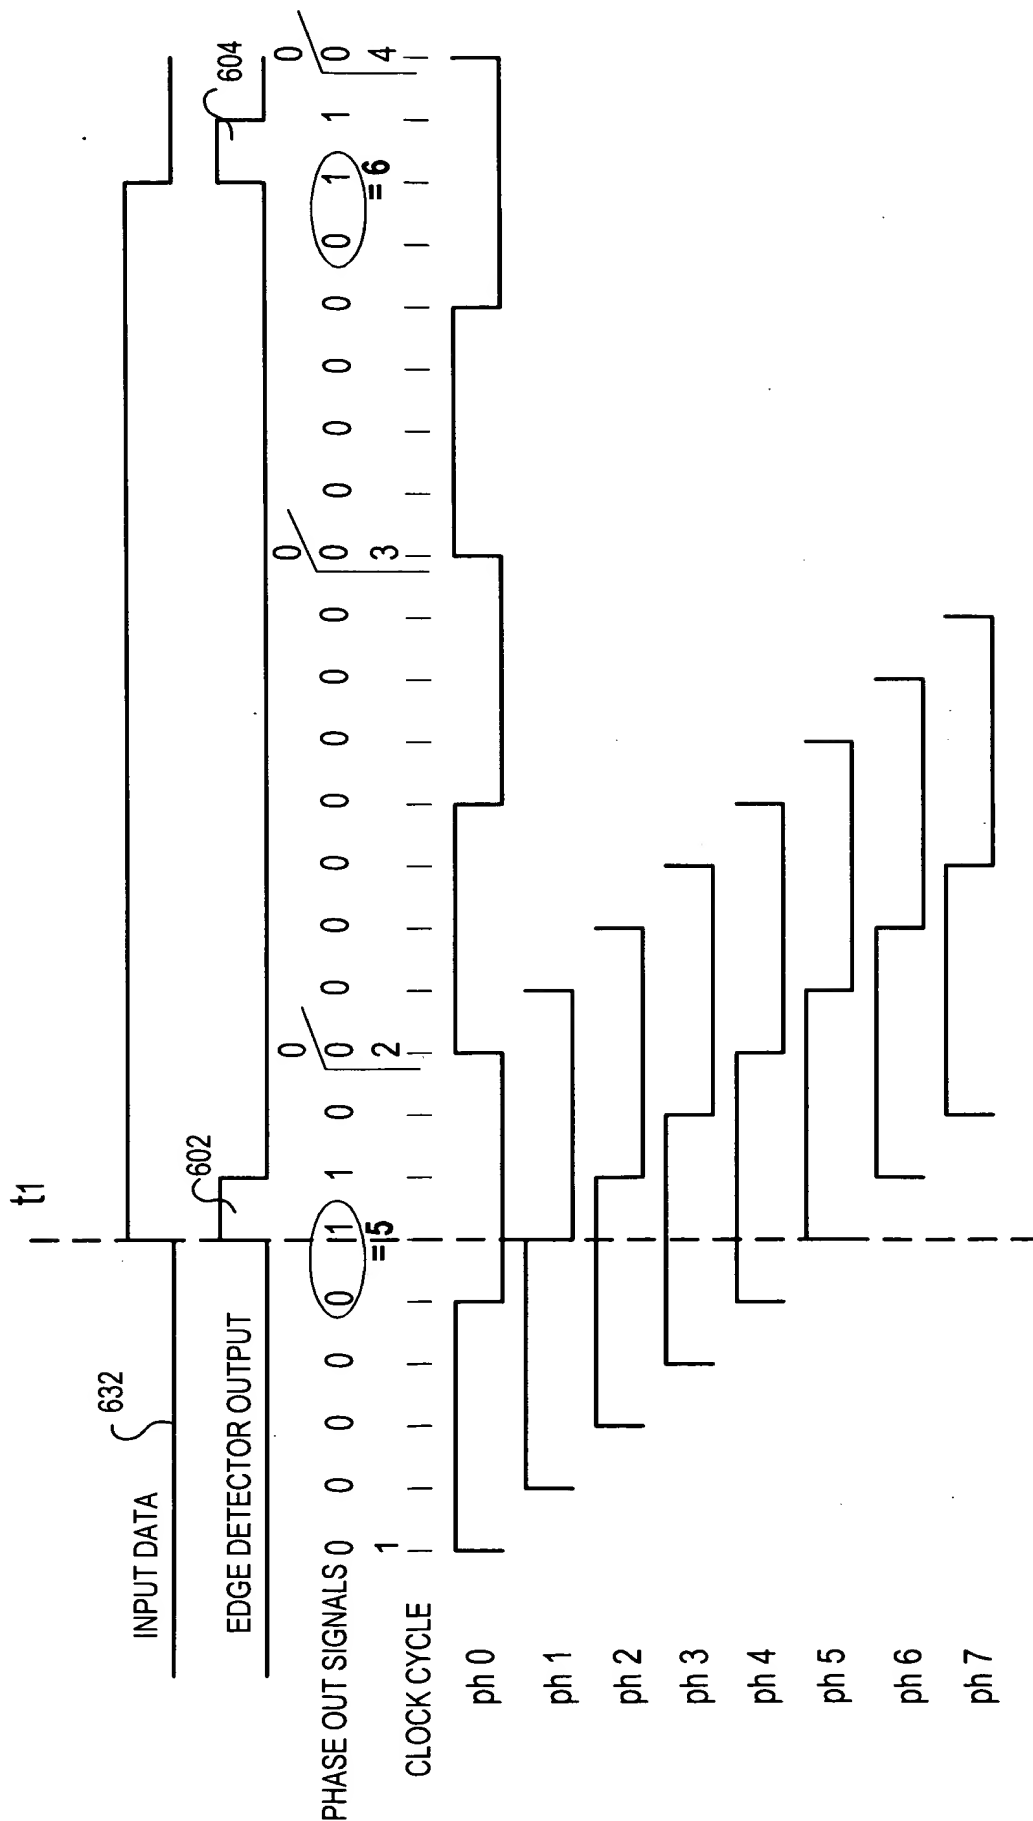 t1
632
INPUT DATA
602 604
EDGE DETECTOR OUTPUT
0 0 0
PHASE OUT SIGNALS 0 0 0 0 0 1 1 0 0 0 0 0 0 0 0 0 0 0 0 0 0 0 1 1 0
= 5 = 6
1 2 3 4
CLOCK CYCLE
ph 0
ph 1
ph 2
ph 3
ph 4
ph 5
ph 6
ph 7